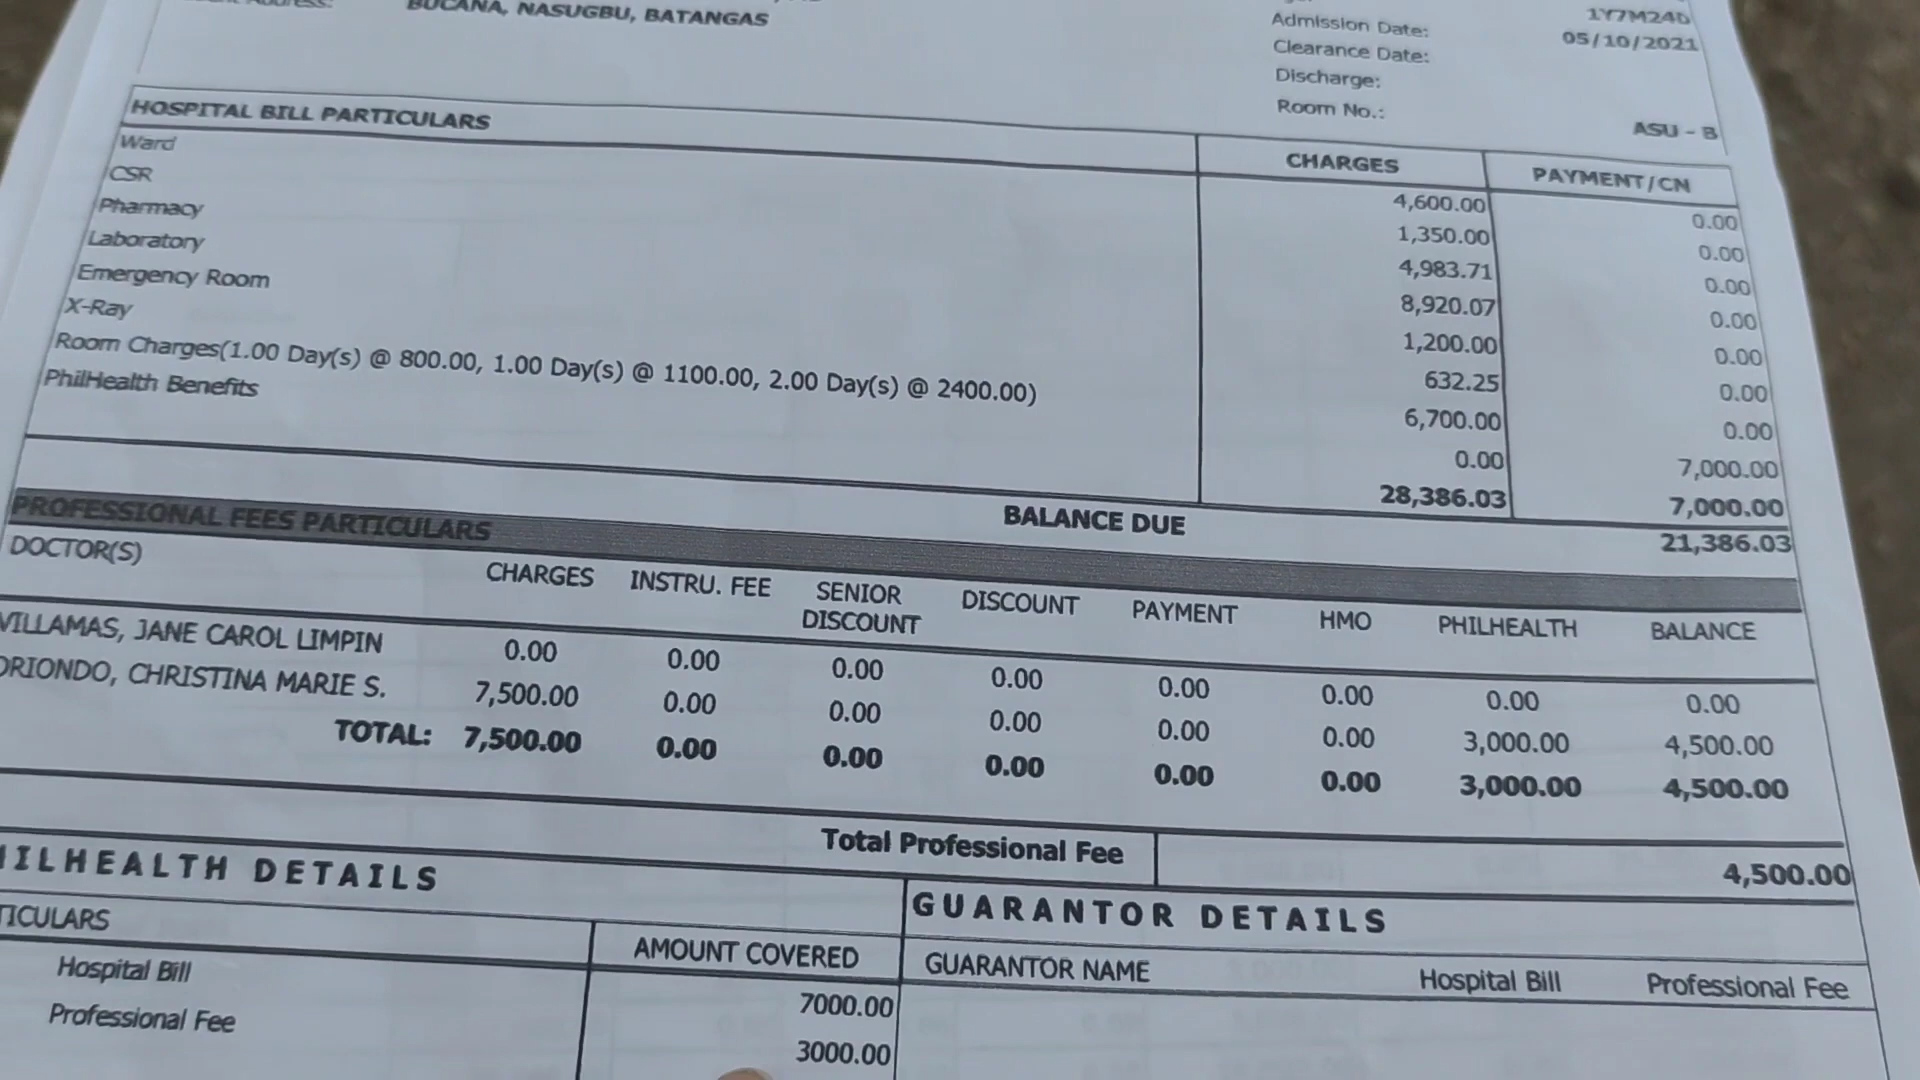 BUCANA, NASUGBU, BATANGAS
1Y7M24D
Admission Date: 05/10/2021
Clearance Date:
Discharge:
Room No.: ASU - B
HOSPITAL BILL PARTICULARS CHARGES PAYMENT/CN
Ward 4,600.00 0.00
CSR 1,350.00 0.00
Pharmacy 4,983.71 0.00
Laboratory 8,920.07 0.00
Emergency Room 1,200.00 0.00
X-Ray 632.25 0.00
Room Charges(1.00 Day(s) @ 800.00, 1.00 Day(s) @ 1100.00, 2.00 Day(s) @ 2400.00) 6,700.00 0.00
PhilHealth Benefits 0.00 7,000.00
28,386.03 7,000.00
BALANCE DUE 21,386.03
PROFESSIONAL FEES PARTICULARS
DOCTOR(S) CHARGES INSTRU. FEE SENIOR DISCOUNT DISCOUNT PAYMENT HMO PHILHEALTH BALANCE
VILLAMAS, JANE CAROL LIMPIN 0.00 0.00 0.00 0.00 0.00 0.00 0.00 0.00
ORIONDO, CHRISTINA MARIE S. 7,500.00 0.00 0.00 0.00 0.00 0.00 3,000.00 4,500.00
TOTAL: 7,500.00 0.00 0.00 0.00 0.00 0.00 3,000.00 4,500.00
Total Professional Fee 4,500.00
HILHEALTH DETAILS
TICULARS AMOUNT COVERED
Hospital Bill 7000.00
Professional Fee 3000.00
GUARANTOR DETAILS
GUARANTOR NAME Hospital Bill Professional Fee